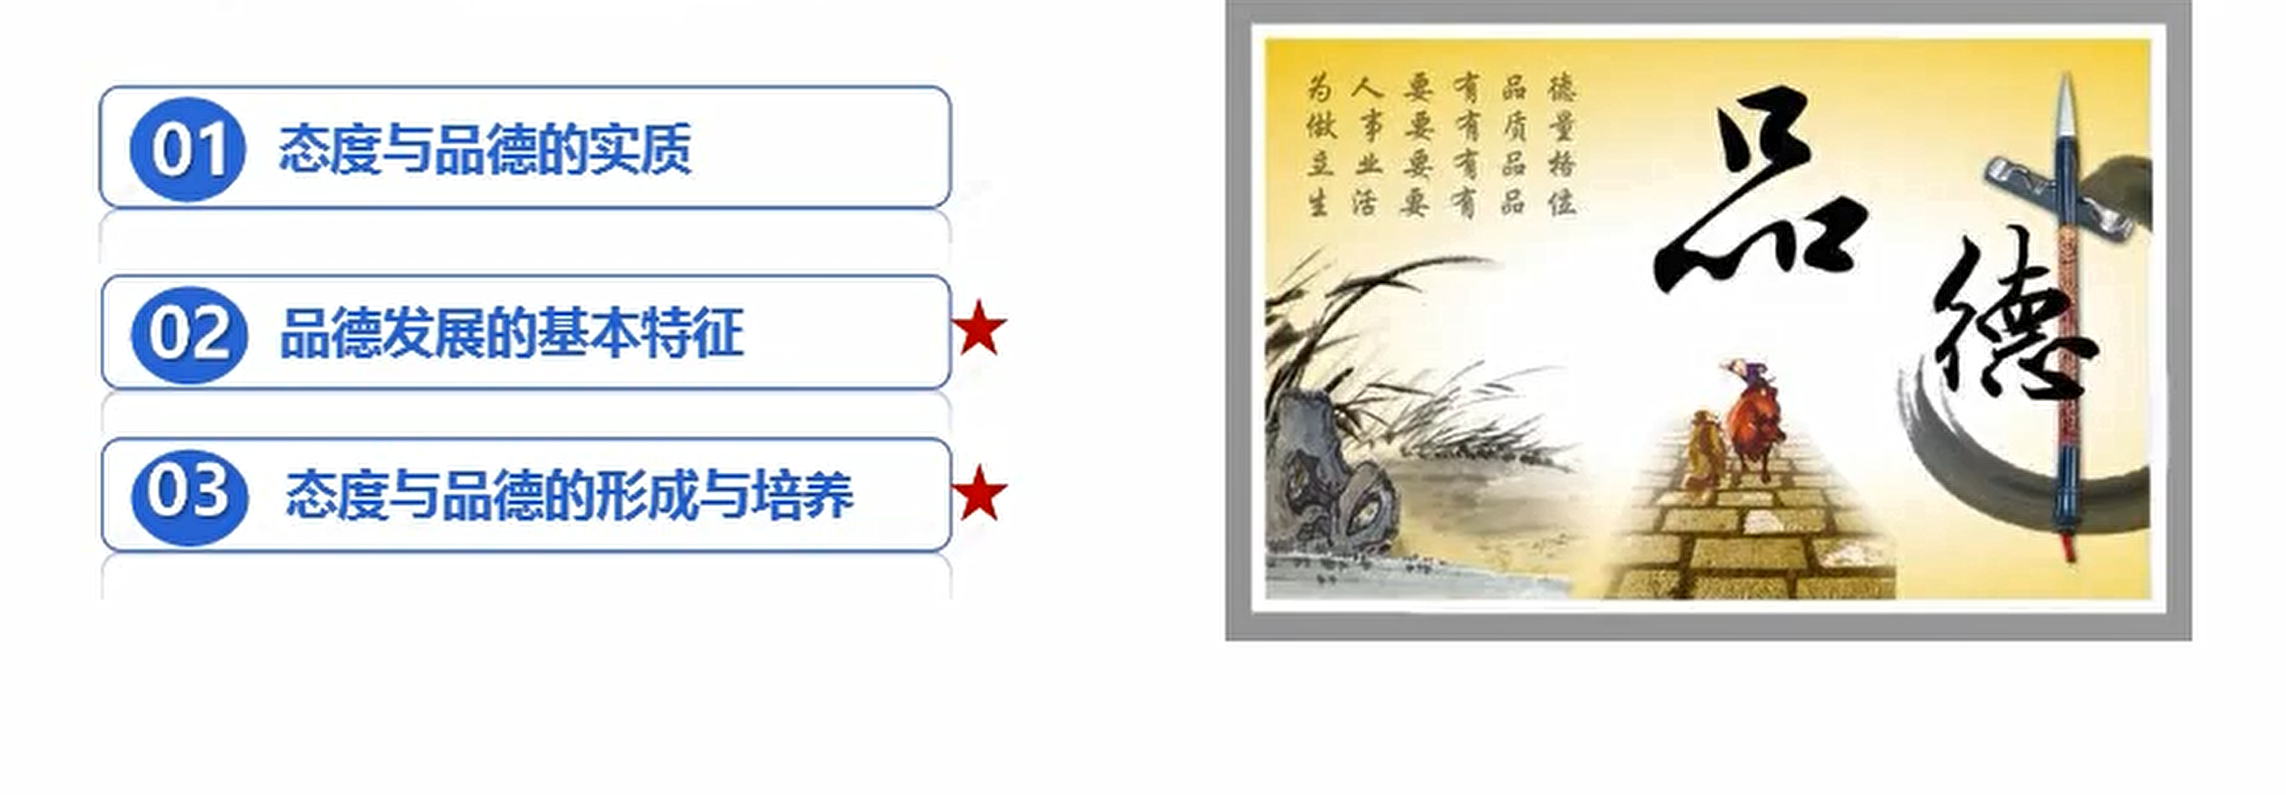 01 态度与品德的实质
02 品德发展的基本特征
03 态度与品德的形成与培养
为人要有品德
做事要有质量
立业要有品格
生活要有品位
品
德